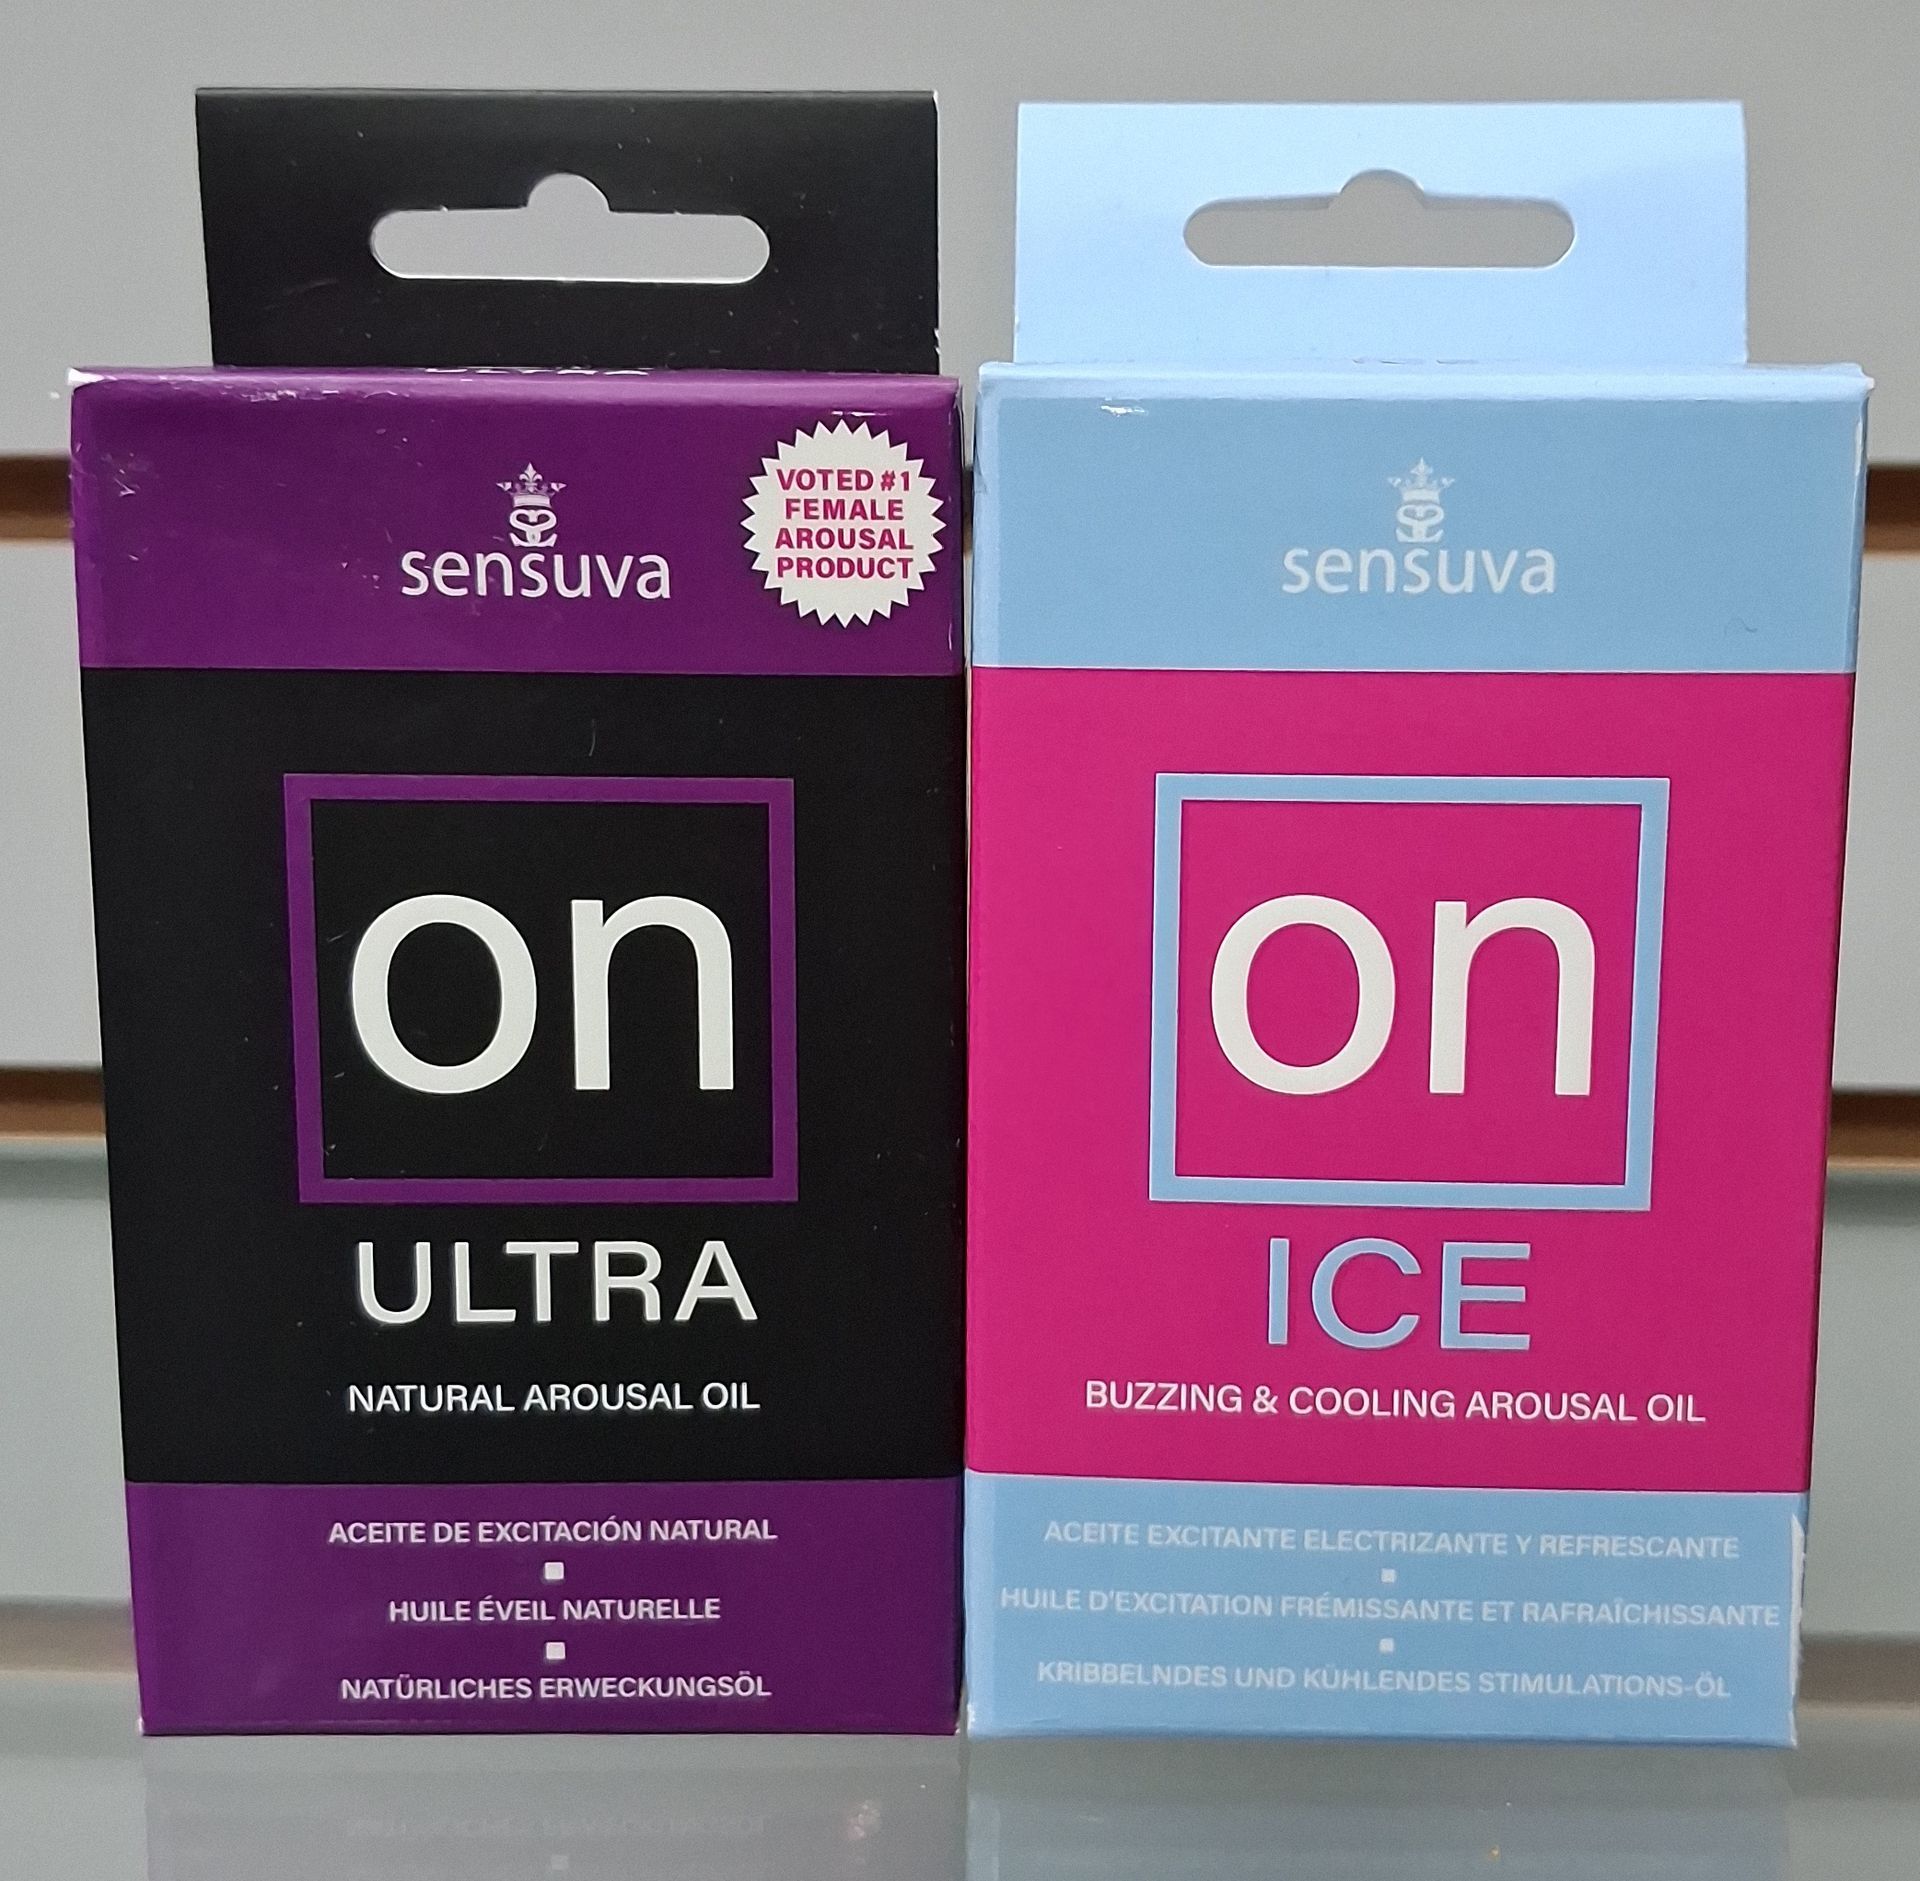 sensuva
VOTED #1
FEMALE
AROUSAL
PRODUCT
on
ULTRA
NATURAL AROUSAL OIL
ACEITE DE EXCITACIÓN NATURAL
HUILE ÉVEIL NATURELLE
NATÜRLICHES ERWECKUNGSÖL
sensuva
on
ICE
BUZZING & COOLING AROUSAL OIL
ACEITE EXCITANTE ELECTRIZANTE Y REFRESCANTE
HUILE D'EXCITATION FRÉMISSANTE ET RAFRAÎCHISSANTE
KRIBBELNDES UND KÜHLENDES STIMULATIONS-ÖL